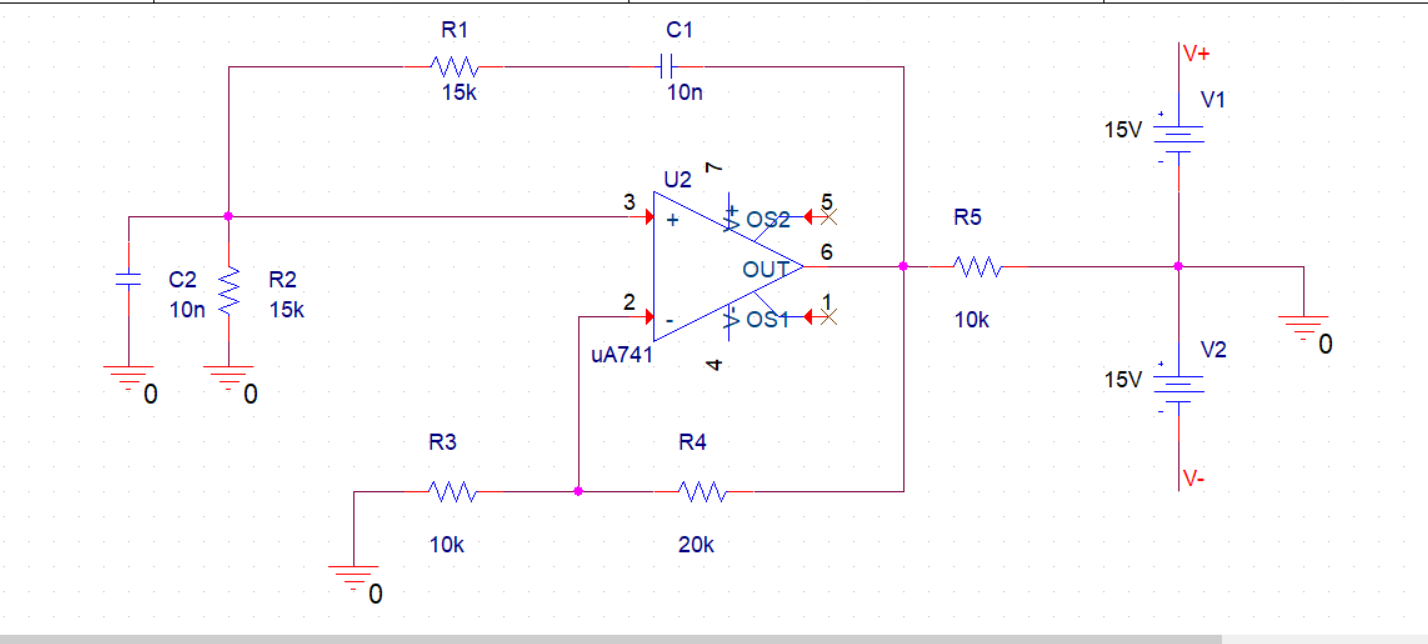 R1
C1
15k
10n
V+
V1
15V
+
-
U2
7
3
+
V+
OS2
5
R5
OUT
6
C2
10n
R2
15k
2
-
V-
OS1
1
10k
uA741
4
0
V2
15V
+
-
0
0
R3
R4
V-
10k
20k
0